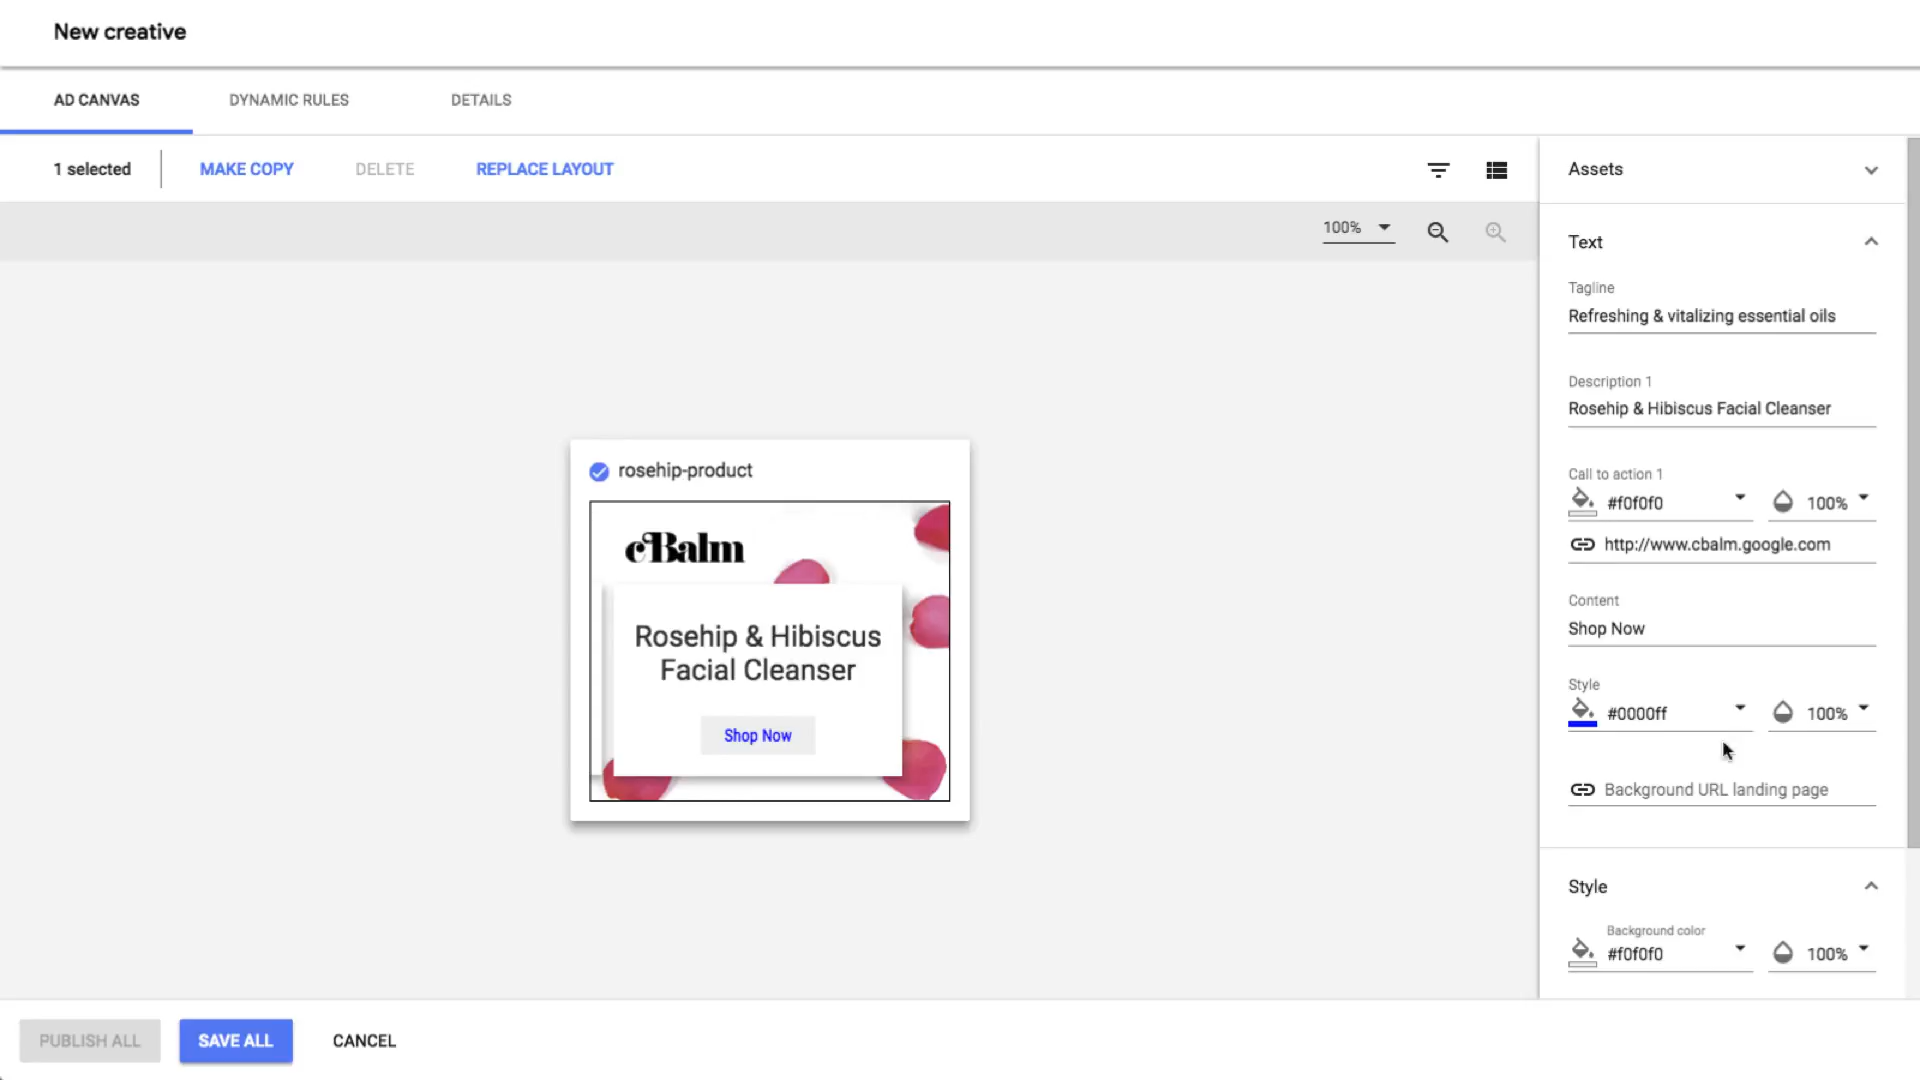 New creative
AD CANVAS
DYNAMIC RULES
DETAILS
1 selected
MAKE COPY
DELETE
REPLACE LAYOUT
100%
rosehip-product
cBalm
Rosehip & Hibiscus
Facial Cleanser
Shop Now
Assets
Text
Tagline
Refreshing & vitalizing essential oils
Description 1
Rosehip & Hibiscus Facial Cleanser
Call to action 1
#f0f0f0 100%
http://www.cbalm.google.com
Content
Shop Now
Style
#0000ff 100%
Background URL landing page
Style
Background color
#f0f0f0 100%
PUBLISH ALL
SAVE ALL
CANCEL